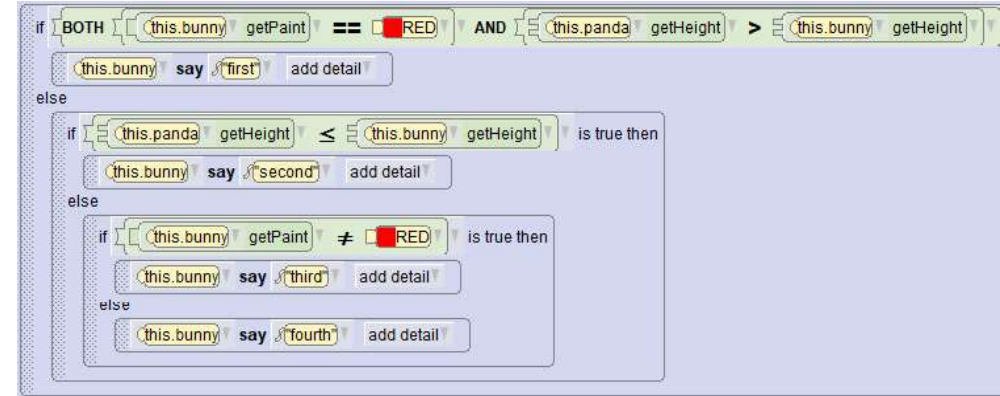 if BOTH this.bunny getPaint == RED AND this.panda getHeight > this.bunny getHeight
this.bunny say "first" add detail
else
if this.panda getHeight ≤ this.bunny getHeight is true then
this.bunny say "second" add detail
else
if this.bunny getPaint ≠ RED is true then
this.bunny say "third" add detail
else
this.bunny say "fourth" add detail